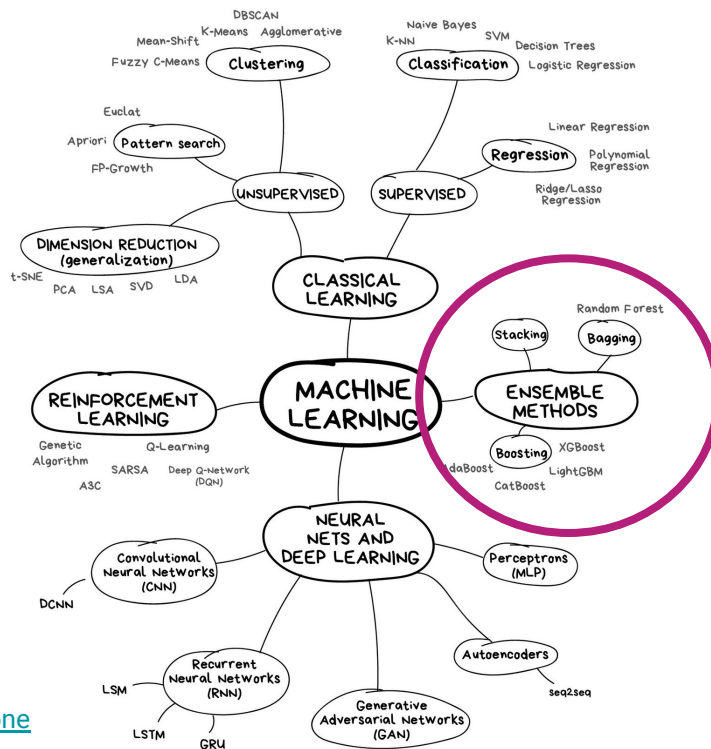 DBSCAN
K-Means
Agglomerative
Mean-Shift
Fuzzy C-Means
Clustering
Naive Bayes
K-NN
SVM
Decision Trees
Classification
Logistic Regression
Euclat
Apriori
Pattern search
FP-Growth
Linear Regression
Regression
Polynomial
Regression
Ridge/Lasso
Regression
UNSUPERVISED
SUPERVISED
DIMENSION REDUCTION
(generalization)
t-SNE
PCA
LSA
SVD
LDA
CLASSICAL
LEARNING
Random Forest
Stacking
Bagging
MACHINE
LEARNING
ENSEMBLE
METHODS
Boosting
XGBoost
AdaBoost
LightGBM
CatBoost
REINFORCEMENT
LEARNING
Genetic
Algorithm
Q-Learning
SARSA
Deep Q-Network
(DQN)
A3C
NEURAL
NETS AND
DEEP LEARNING
Convolutional
Neural Networks
(CNN)
DCNN
Perceptrons
(MLP)
Autoencoders
seq2seq
Recurrent
Neural Networks
(RNN)
LSM
LSTM
GRU
Generative
Adversarial Networks
(GAN)
one